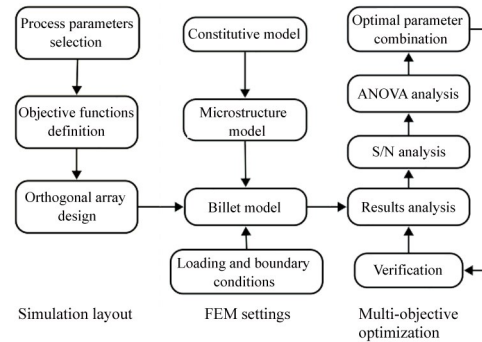 Process parameters
selection
Objective functions
definition
Orthogonal array
design
Simulation layout
Constitutive model
Microstructure
model
Billet model
Loading and boundary
conditions
FEM settings
Optimal parameter
combination
ANOVA analysis
S/N analysis
Results analysis
Verification
Multi-objective
optimization